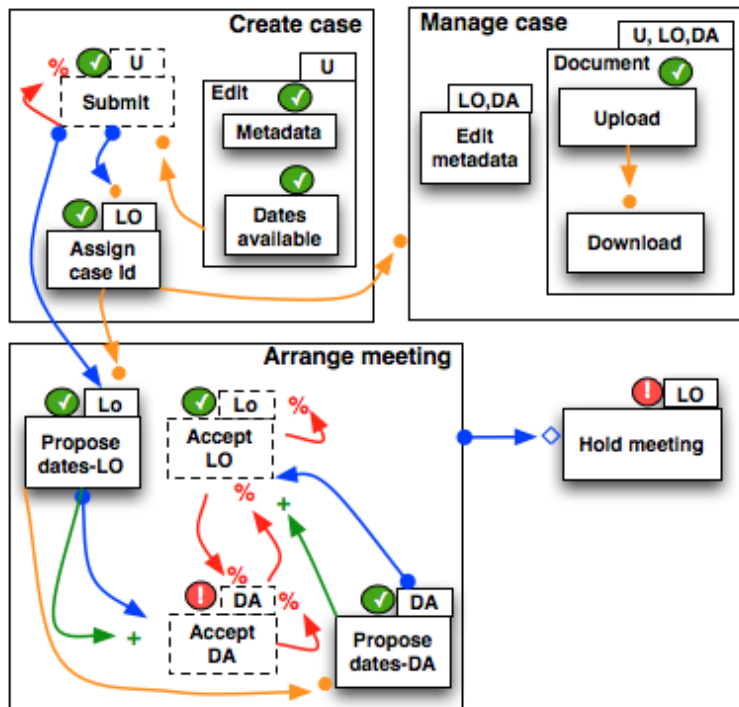 Create case
U
%
Submit
U
Edit
Metadata
Dates
available
LO
Assign
case Id
Manage case
U, LO,DA
Document
LO,DA
Edit
metadata
Upload
Download
Arrange meeting
Lo
Propose
dates-LO
Lo
%
Accept
LO
%
+
%
!
DA
%
Accept
DA
+
DA
Propose
dates-DA
!
LO
Hold meeting